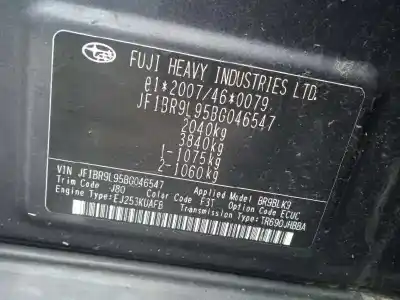 FUJI HEAVY INDUSTRIES LTD.
e1*2007/46*0079
JF1BR9L95BG046547
2040kg
3840kg
1-1075kg
2-1060kg
VIN JF1BR9L95BG046547 Applied Model BR9BLK9
Trim Code J80 Color Code F3T Option Code ECUC
Engine Type:EJ253KUAFB Transmission Type:TR690JHBBA
SUBARU